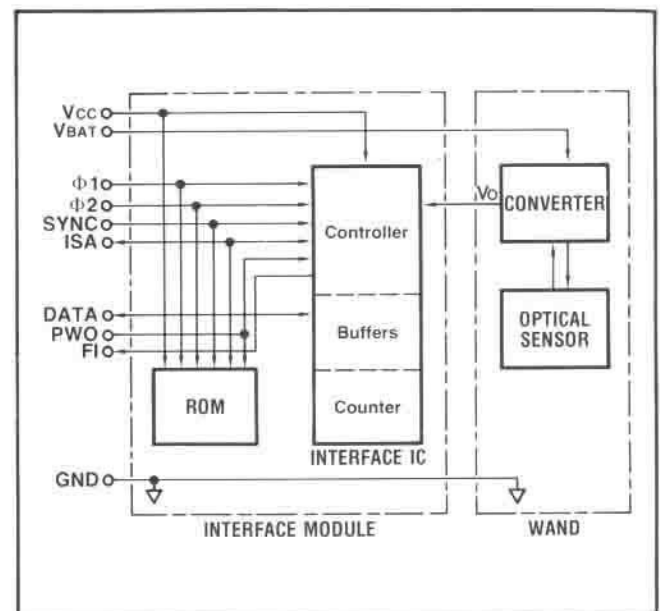 VCC
VBAT
Φ1
Φ2
SYNC
ISA
DATA
PWO
FI
GND
Controller
Buffers
Counter
INTERFACE IC
ROM
INTERFACE MODULE
VO
CONVERTER
OPTICAL
SENSOR
WAND